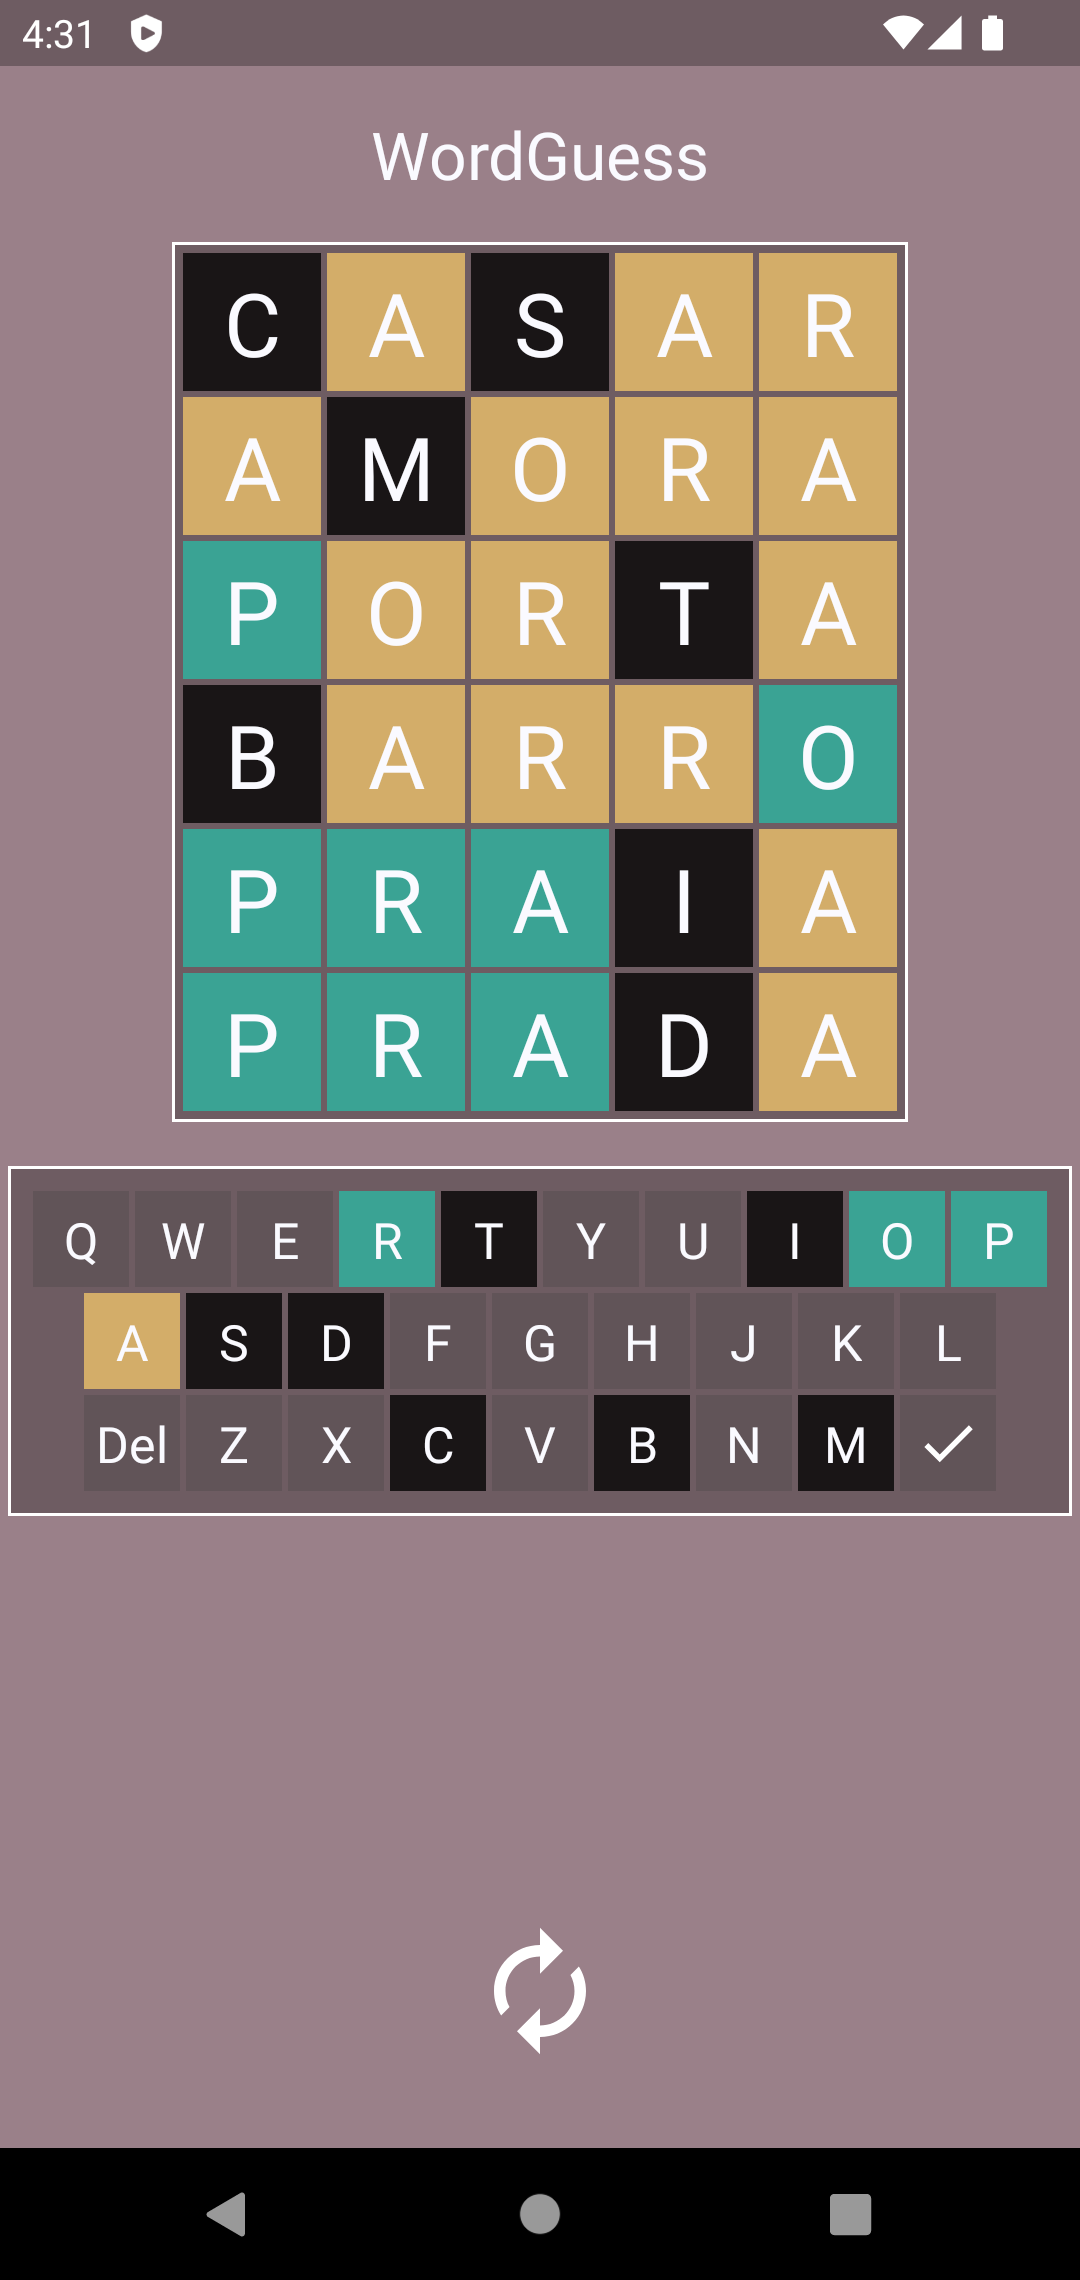 4:31
WordGuess
C A S A R
A M O R A
P O R T A
B A R R O
P R A I A
P R A D A
Q W E R T Y U I O P
A S D F G H J K L
Del Z X C V B N M